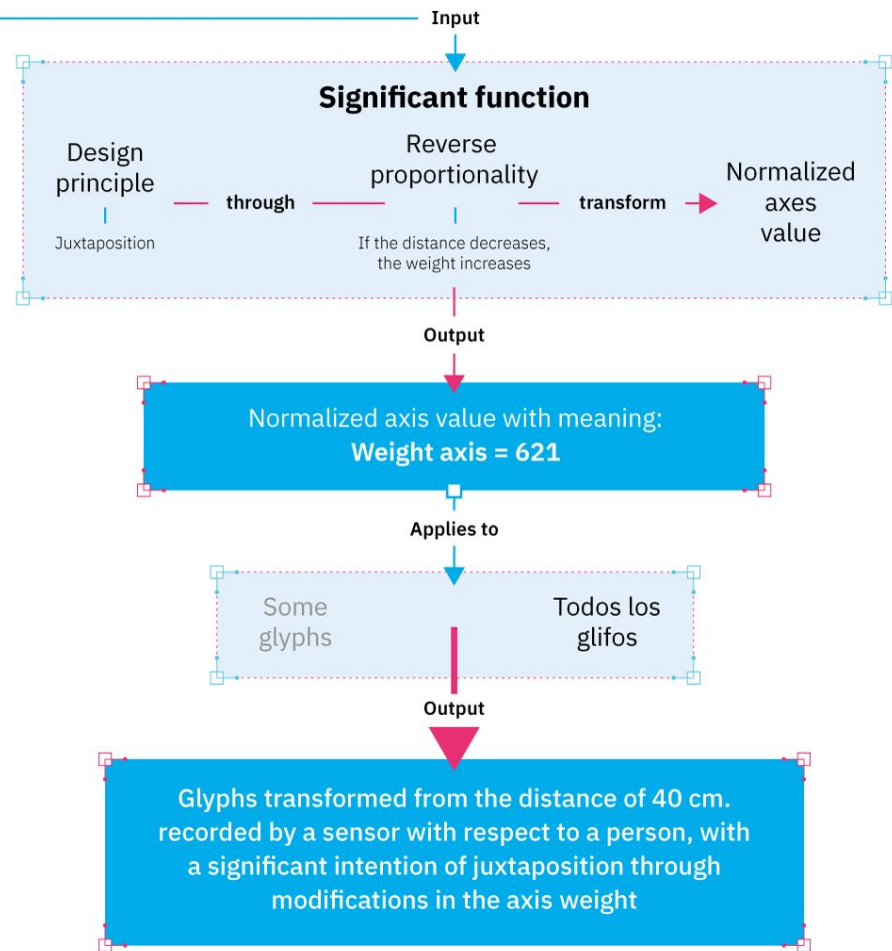 Input
Significant function
Design
principle
through
Reverse
proportionality
transform
Normalized
axes
value
Juxtaposition
If the distance decreases,
the weight increases
Output
Normalized axis value with meaning:
Weight axis = 621
Applies to
Some
glyphs
Todos los
glifos
Output
Glyphs transformed from the distance of 40 cm.
recorded by a sensor with respect to a person, with
a significant intention of juxtaposition through
modifications in the axis weight